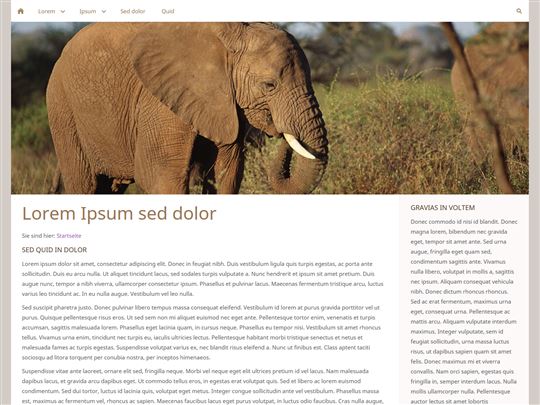 Lorem Ipsum Sed dolor Quid
Lorem Ipsum sed dolor
Sie sind hier: Startseite
SED QUID IN DOLOR
Lorem ipsum dolor sit amet, consectetur adipiscing elit. Donec in feugiat nibh. Duis vestibulum ligula quis turpis egestas, ac porta ante
sollicitudin. Duis eu arcu nulla. Ut aliquet tincidunt lacus, sed sodales turpis vulputate a. Nunc hendrerit et ipsum sit amet pretium. Duis
augue nunc, tempor a nibh viverra, ullamcorper consectetur ipsum. Phasellus et pulvinar lacus. Maecenas fermentum tristique arcu, luctus
varius leo tincidunt ac. In eu nulla augue. Vestibulum vel leo nulla.
Sed suscipit pharetra justo. Donec pulvinar libero tempus massa consequat eleifend. Vestibulum id lorem at purus gravida porttitor vel ut
purus. Quisque pellentesque risus eros. Ut sed sem non mi aliquet euismod nec eget ante. Pellentesque tortor enim, venenatis et turpis
accumsan, sagittis malesuada lorem. Phasellus eget lacinia quam, in cursus neque. Phasellus eu tempor nisi. Vestibulum sit amet rhoncus
tellus. Vivamus urna enim, tincidunt nec turpis eu, iaculis ultricies lectus. Pellentesque habitant morbi tristique senectus et netus et
malesuada fames ac turpis egestas. Suspendisse volutpat varius ex, nec blandit risus eleifend a. Nunc ut finibus est. Class aptent taciti
sociosqu ad litora torquent per conubia nostra, per inceptos himenaeos.
Suspendisse vitae ante laoreet, ornare elit sed, fringilla neque. Morbi vel neque eget elit ultricies pretium id vel lacus. Nam malesuada
dapibus lacus, et gravida arcu dapibus eget. Ut commodo tellus eros, in egestas erat volutpat quis. Sed et libero ac lorem euismod
condimentum. Sed dui tortor, luctus id lacinia quis, volutpat eget metus. Integer congue sollicitudin ante vel vestibulum. Phasellus massa
est, maximus ac fermentum vel, rhoncus ac sapien. Maecenas faucibus lacus eget purus volutpat, in luctus odio faucibus. Cras nulla augue,
GRAVIAS IN VOLTEM
Donec commodo id nisi id blandit. Donec
magna lorem, bibendum nec gravida
eget, tempor sit amet ante. Sed urna
augue, fringilla eget quam sed,
condimentum sagittis ante. Vivamus
nulla libero, volutpat in mollis a, sagittis
nec ipsum. Aliquam consequat vehicula
nibh. Donec dictum rhoncus rhoncus.
Sed ac erat fermentum, maximus urna
eget, consequat urna. Pellentesque ac
mattis arcu. Aliquam vulputate interdum
maximus. Integer vulputate, sem id
feugiat sollicitudin, urna massa luctus
risus, ut dapibus sapien quam sit amet
felis. Donec maximus mi et viverra
convallis. Nam orci sapien, egestas quis
fringilla in, semper interdum lacus. Nulla
mollis ullamcorper nulla. Vestibulum
auctor lectus sit amet lobortis